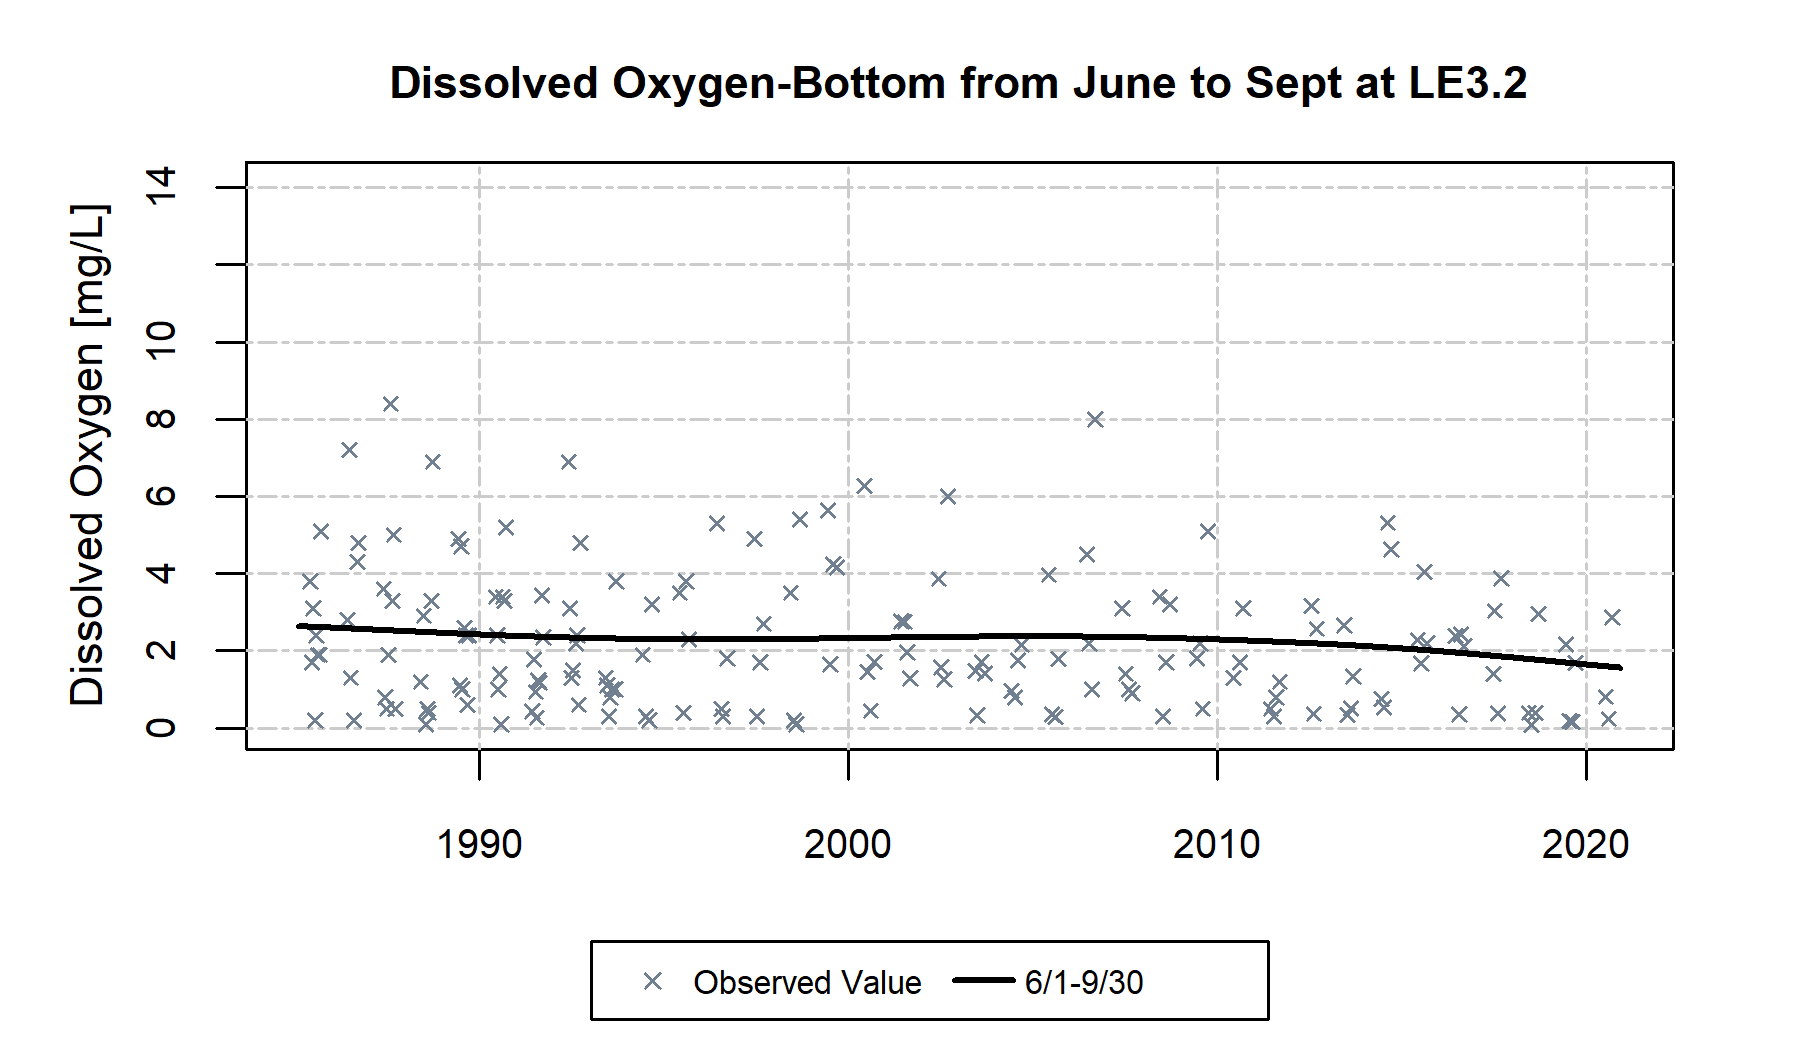 Dissolved Oxygen-Bottom from June to Sept at LE3.2
Dissolved Oxygen [mg/L]
14
10
8
6
4
2
0
1990 2000 2010 2020
Observed Value 6/1-9/30